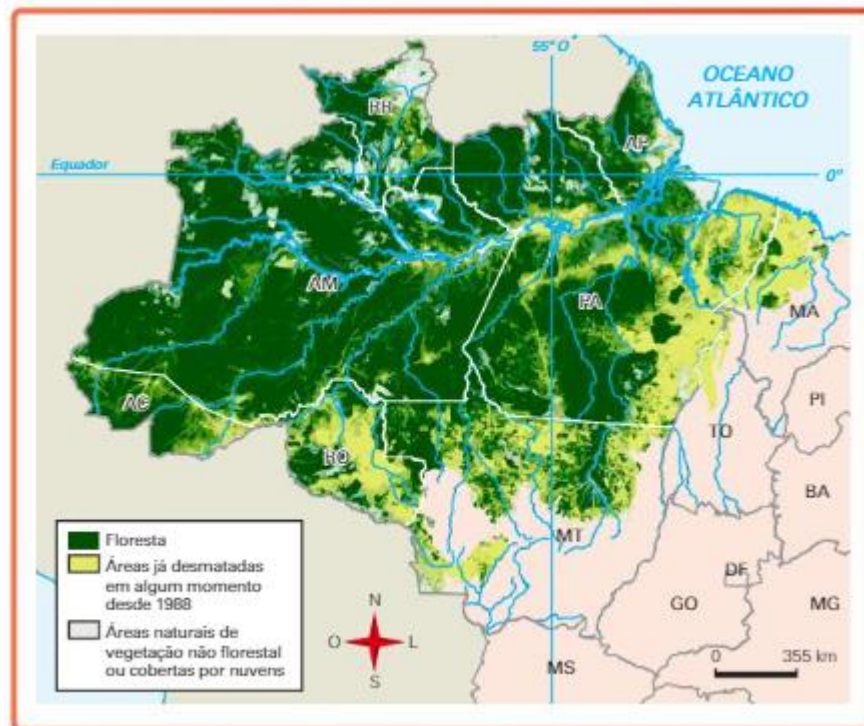 55° O
OCEANO
ATLÂNTICO
RR
AP
Equador
0°
AM
PA
MA
AC
PI
TO
RO
BA
MT
DF
GO
MG
MS
Floresta
Áreas já desmatadas
em algum momento
desde 1988
Áreas naturais de
vegetação não florestal
ou cobertas por nuvens
N
O
L
S
0 355 km